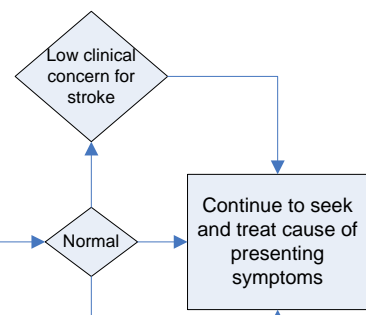 Low clinical
concern for
stroke
Normal
Continue to seek
and treat cause of
presenting
symptoms